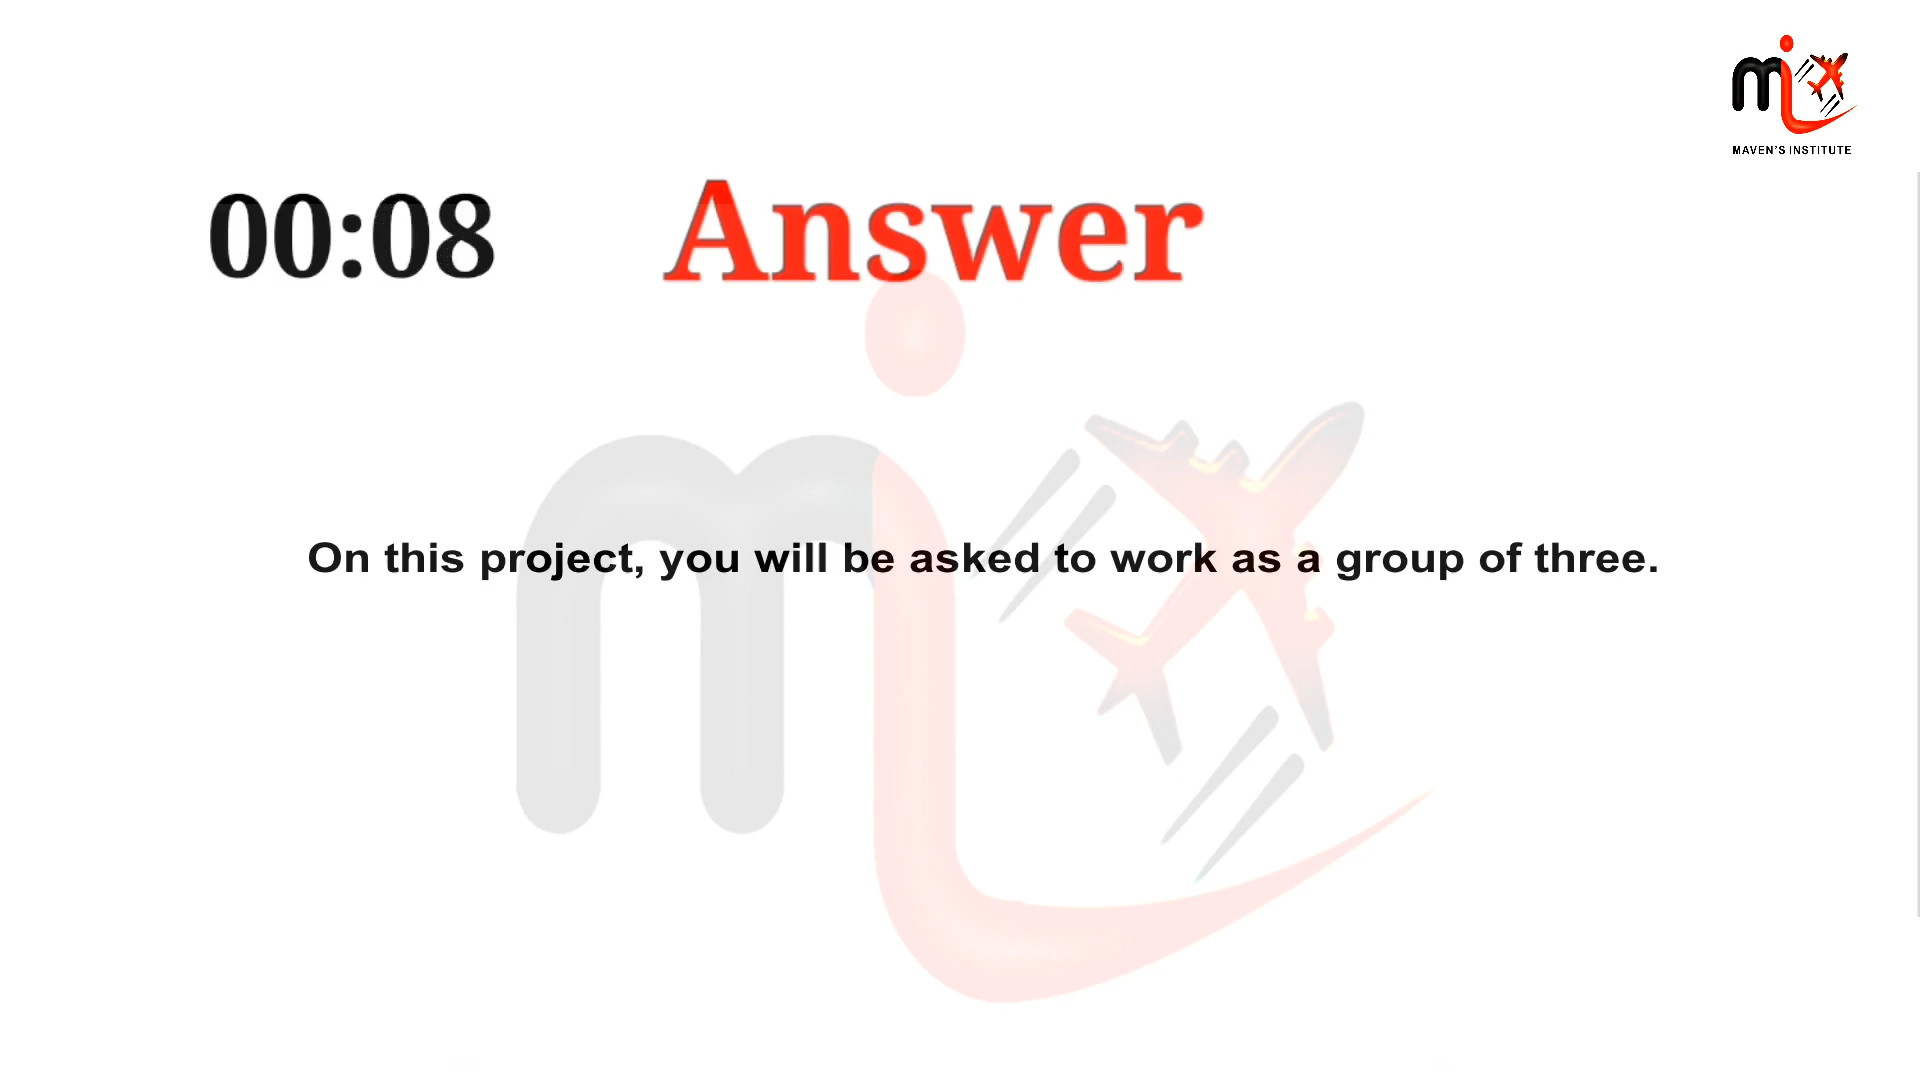 MAVEN'S INSTITUTE
00:08 Answer
On this project, you will be asked to work as a group of three.